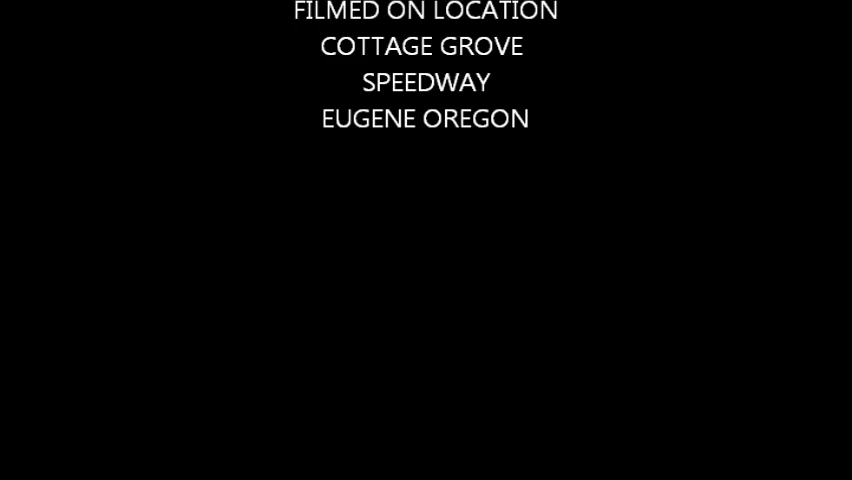 FILMED ON LOCATION
COTTAGE GROVE
SPEEDWAY
EUGENE OREGON